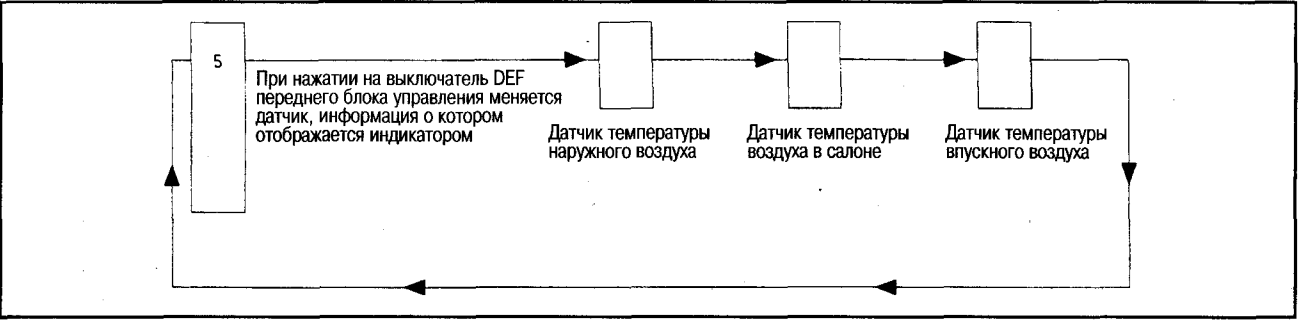 5
При нажатии на выключатель DEF
переднего блока управления меняется
датчик, информация о котором
отображается индикатором
Датчик температуры
наружного воздуха
Датчик температуры
воздуха в салоне
Датчик температуры
впускного воздуха